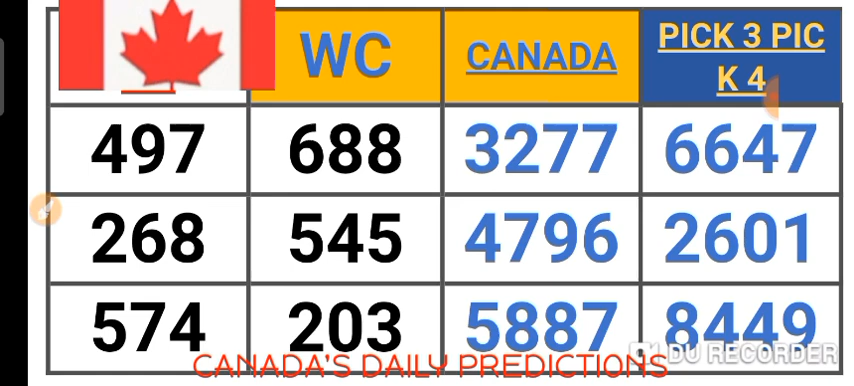 WC CANADA PICK 3 PIC
K 4
497 688 3277 6647
268 545 4796 2601
574 203 5887 8449
DU RECORDER
CANADA'S DAILY PREDICTIONS